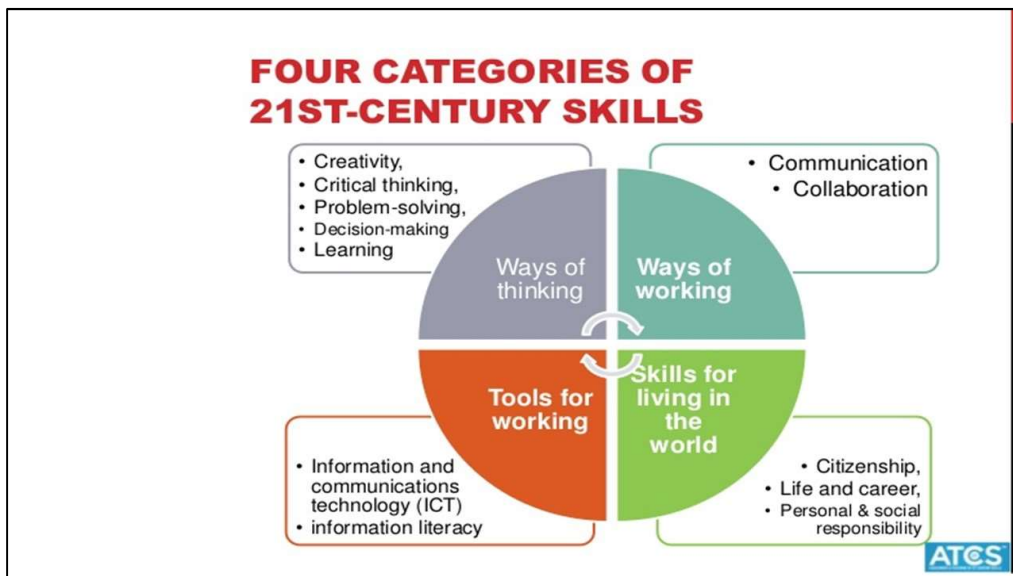 FOUR CATEGORIES OF
21ST-CENTURY SKILLS
• Creativity,
• Critical thinking,
• Problem-solving,
• Decision-making
• Learning
• Communication
• Collaboration
Ways of
thinking
Ways of
working
Tools for
working
Skills for
living in
the
world
• Information and
communications
technology (ICT)
• information literacy
• Citizenship,
• Life and career,
• Personal & social
responsibility
ATCS